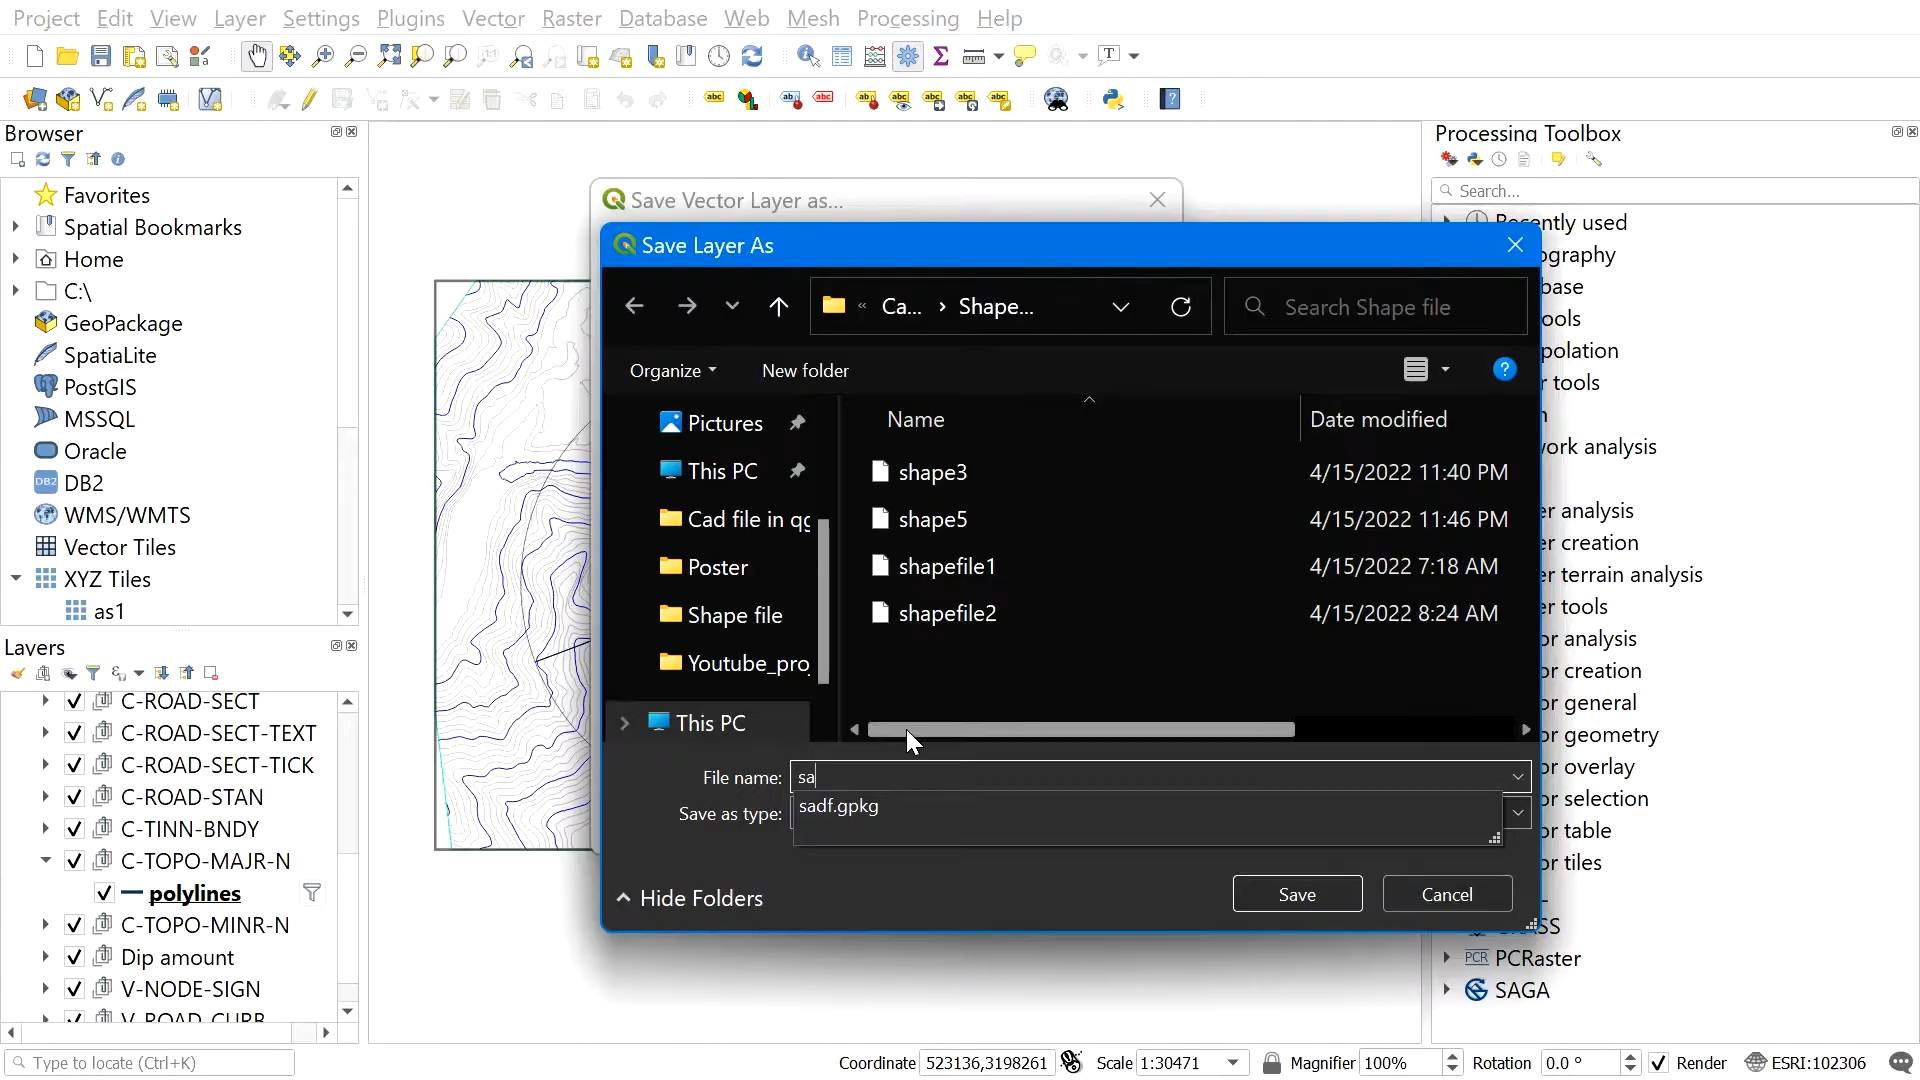 Project Edit View Layer Settings Plugins Vector Raster Database Web Mesh Processing Help
Browser
Favorites
Spatial Bookmarks
Home
C:\
GeoPackage
SpatiaLite
PostGIS
MSSQL
Oracle
DB2
WMS/WMTS
Vector Tiles
XYZ Tiles
as1
Layers
C-ROAD-SECT
C-ROAD-SECT-TEXT
C-ROAD-SECT-TICK
C-ROAD-STAN
C-TINN-BNDY
C-TOPO-MAJR-N
polylines
C-TOPO-MINR-N
Dip amount
V-NODE-SIGN
V-ROAD-CURB
Type to locate (Ctrl+K)
Save Vector Layer as...
Save Layer As
Ca... › Shape...
Search Shape file
Organize
New folder
Pictures
This PC
Cad file in qg
Poster
Shape file
Youtube_pro
This PC
Name Date modified
shape3 4/15/2022 11:40 PM
shape5 4/15/2022 11:46 PM
shapefile1 4/15/2022 7:18 AM
shapefile2 4/15/2022 8:24 AM
File name: sa
sadf.gpkg
Save as type:
Hide Folders
Save
Cancel
Processing Toolbox
Search...
Recently used
ography
base
ools
polation
r tools
n
ork analysis
er analysis
er creation
er terrain analysis
er tools
or analysis
or creation
or general
or geometry
or overlay
or selection
or table
or tiles
PCRaster
SAGA
Coordinate 523136,3198261 Scale 1:30471 Magnifier 100% Rotation 0.0 ° Render ESRI:102306